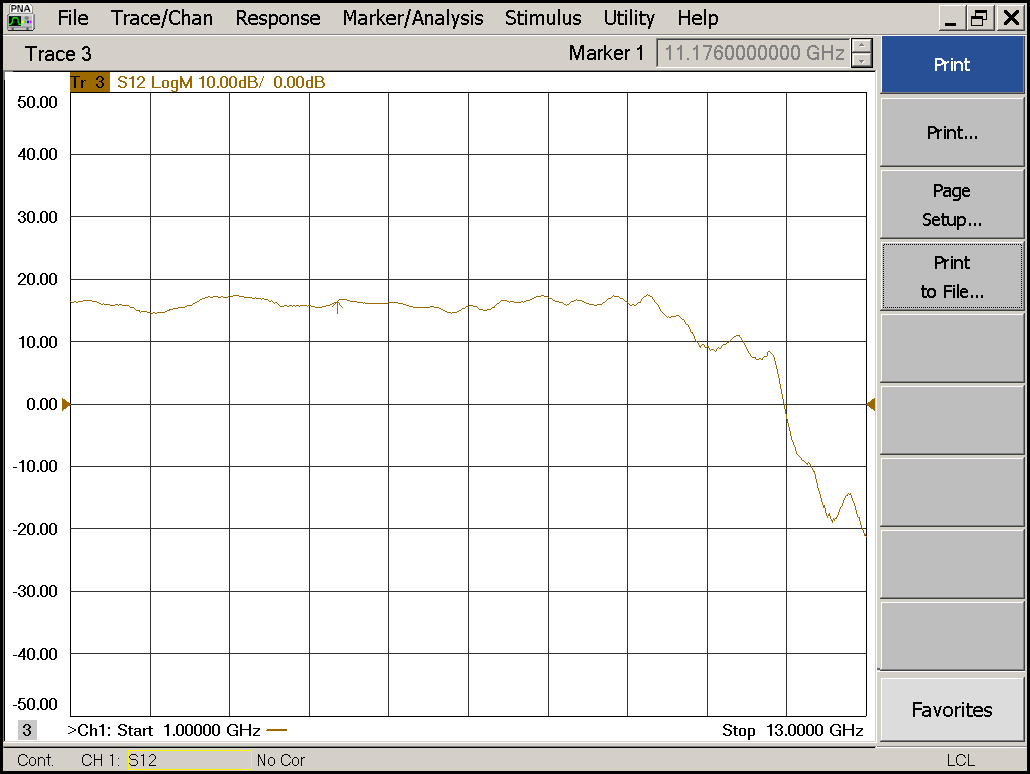 PNA File Trace/Chan Response Marker/Analysis Stimulus Utility Help
Trace 3 Marker 1 11.1760000000 GHz
Print
Tr 3 S12 LogM 10.00dB/ 0.00dB
50.00
40.00
30.00
20.00
10.00
0.00
-10.00
-20.00
-30.00
-40.00
-50.00
Print...
Page
Setup...
Print
to File...
Favorites
3 >Ch1: Start 1.00000 GHz Stop 13.0000 GHz
Cont. CH 1: S12 No Cor LCL